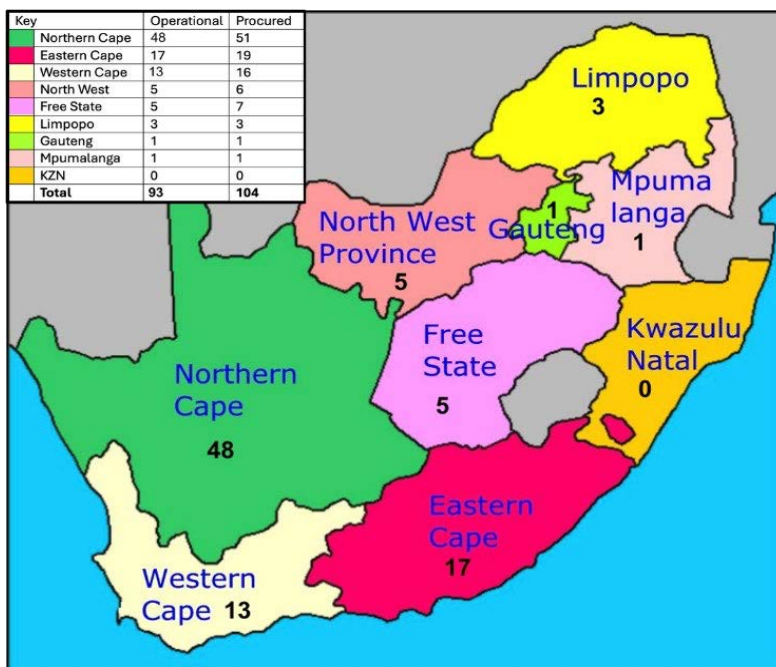 Key Operational Procured
Northern Cape 48 51
Eastern Cape 17 19
Western Cape 13 16
North West 5 6
Free State 5 7
Limpopo 3 3
Gauteng 1 1
Mpumalanga 1 1
KZN 0 0
Total 93 104
Limpopo
3
Mpuma
langa
1
1
Gauteng
North West
Province
5
Free
State
5
Kwazulu
Natal
0
Northern
Cape
48
Eastern
Cape
17
Western
Cape 13